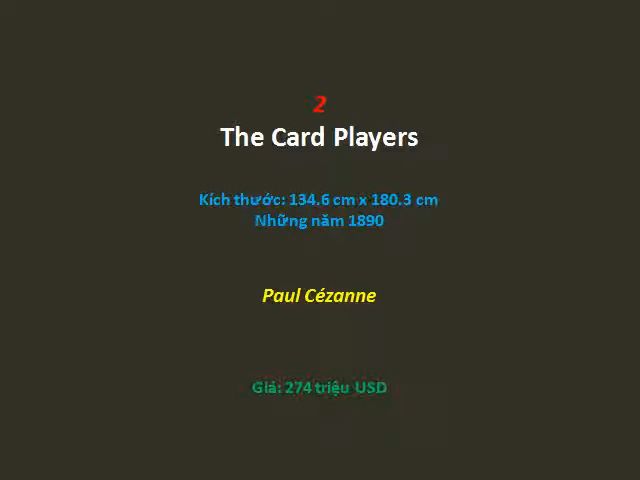 2
The Card Players
Kích thước: 134.6 cm x 180.3 cm
Những năm 1890
Paul Cézanne
Giá: 274 triệu USD